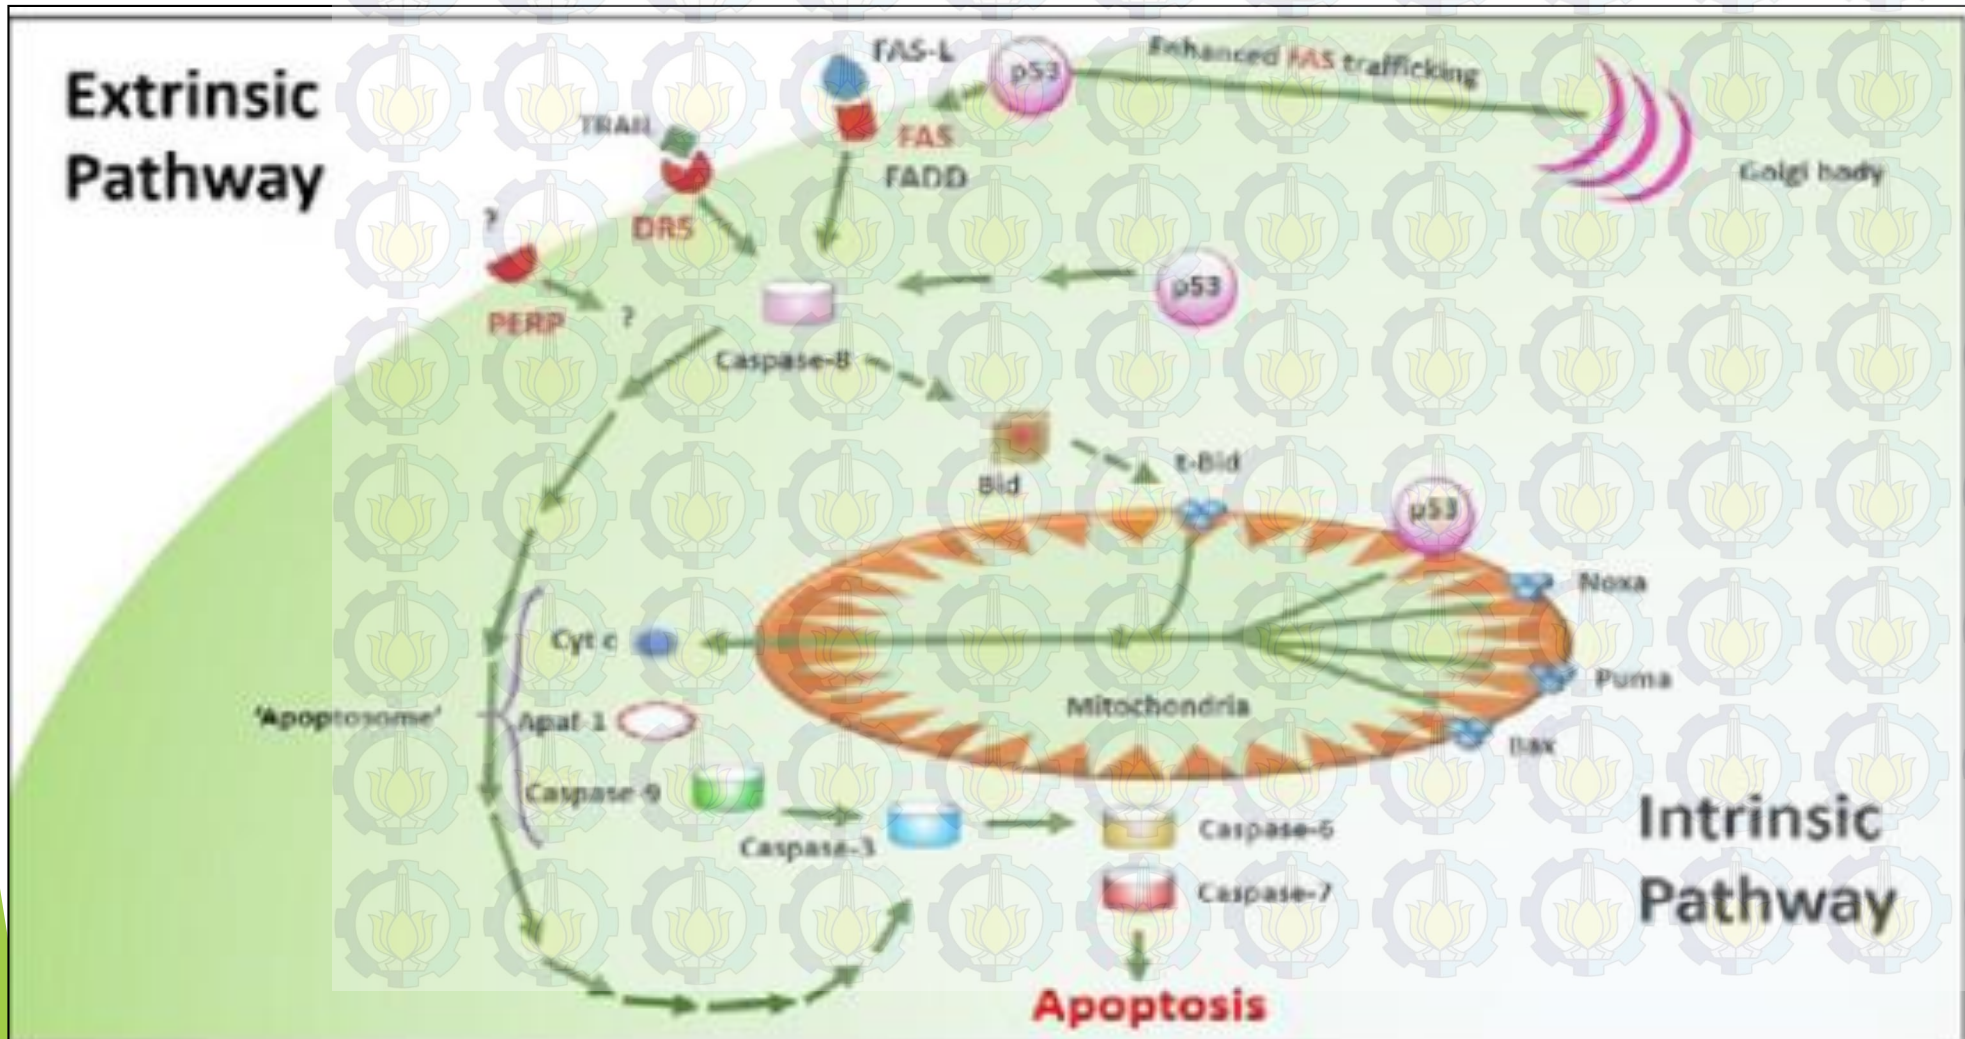 Extrinsic
Pathway
FAS-L
p53
Enhanced FAS trafficking
TRAIL
FAS
FADD
Golgi body
?
DR5
p53
PERP
?
Caspase-8
Bid
t-Bid
p53
Noxa
Cyt c
Puma
Mitochondria
'Apoptosome'
Apaf-1
Bax
Caspase-9
Caspase-3
Caspase-6
Caspase-7
Intrinsic
Pathway
Apoptosis